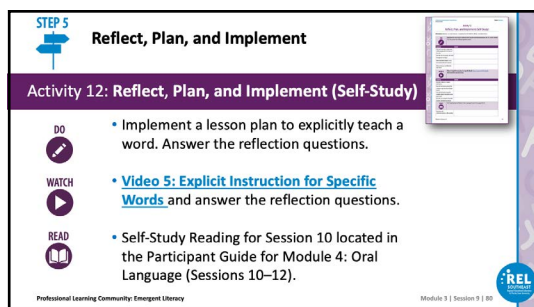 STEP 5
Reflect, Plan, and Implement
Activity 12: Reflect, Plan, and Implement (Self-Study)
DO
• Implement a lesson plan to explicitly teach a
word. Answer the reflection questions.
WATCH
• Video 5: Explicit Instruction for Specific
Words and answer the reflection questions.
READ
• Self-Study Reading for Session 10 located in
the Participant Guide for Module 4: Oral
Language (Sessions 10–12).
REL
SOUTHEAST
Professional Learning Community: Emergent Literacy
Module 3 | Session 9 | 80